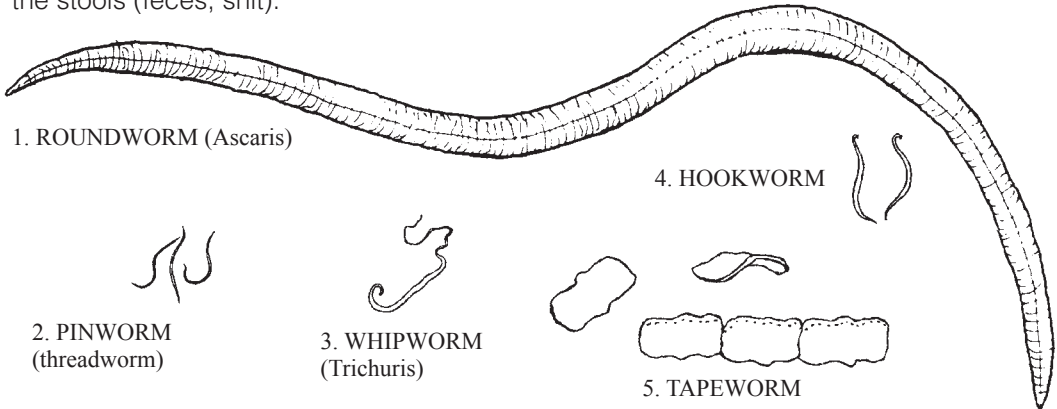 the stools (feces, shit).
1. ROUNDWORM (Ascaris)
4. HOOKWORM
2. PINWORM
(threadworm)
3. WHIPWORM
(Trichuris)
5. TAPEWORM